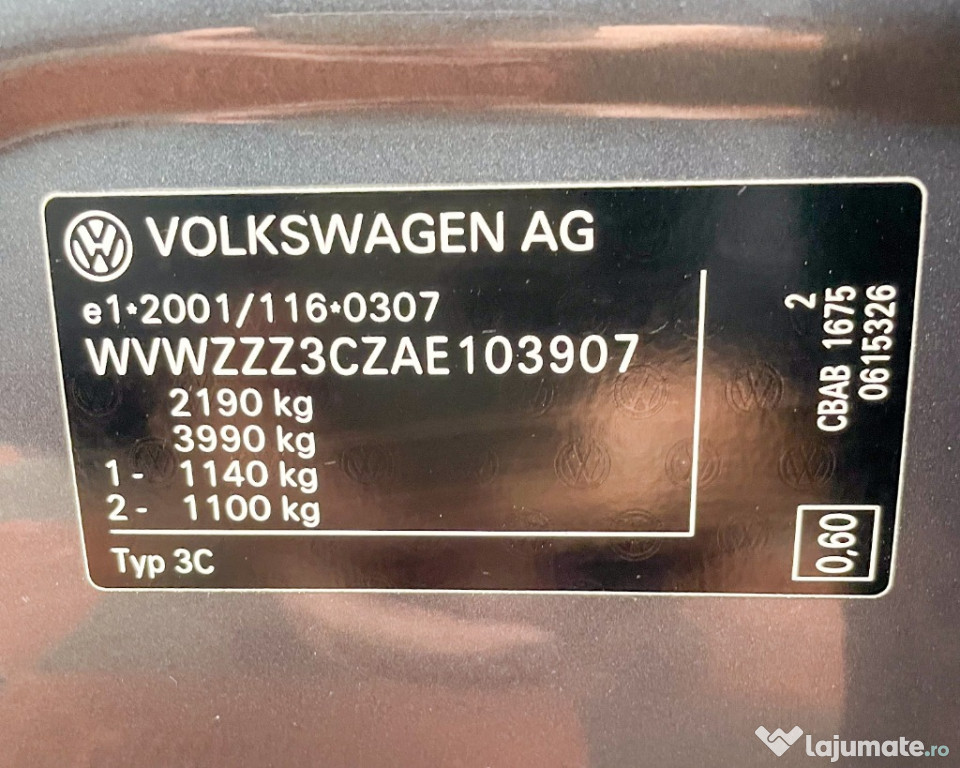 VOLKSWAGEN AG
e1*2001/116*0307
WVWZZZ3CZAE103907
2190 kg
3990 kg
1- 1140 kg
2- 1100 kg
Typ 3C
2
CBAB 1675
0615326
0,60
lajumate.ro